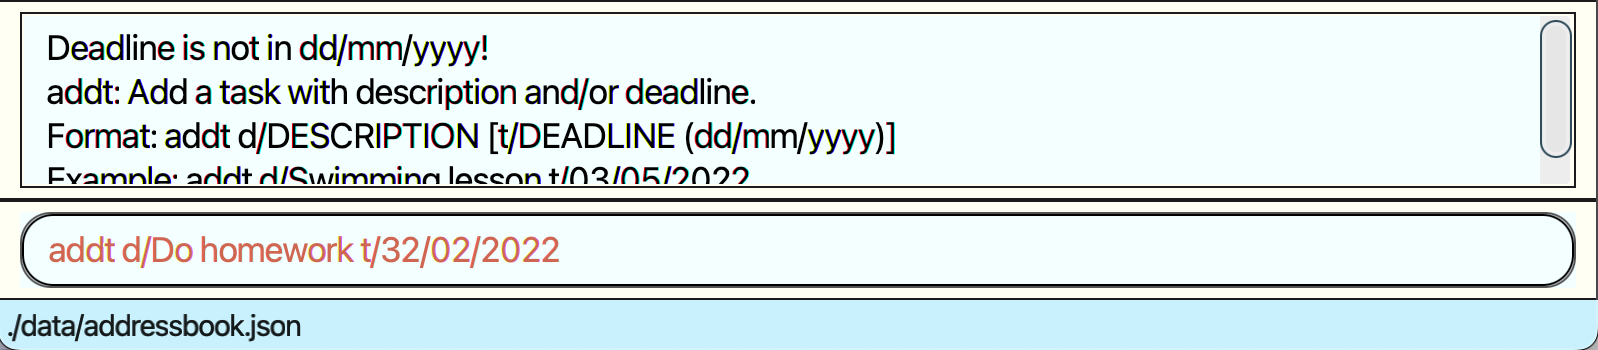 Deadline is not in dd/mm/yyyy!
addt: Add a task with description and/or deadline.
Format: addt d/DESCRIPTION [t/DEADLINE (dd/mm/yyyy)]
Example: addt d/Swimming lesson t/03/05/2022
addt d/Do homework t/32/02/2022
./data/addressbook.json